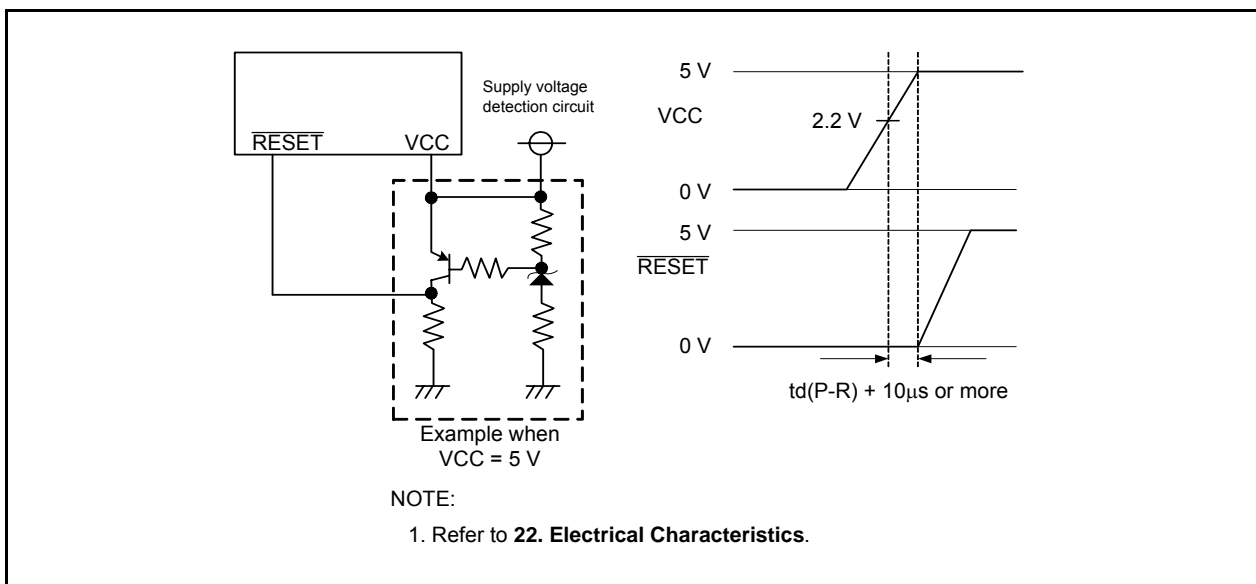 RESET VCC
Supply voltage
detection circuit
Example when
VCC = 5 V
5 V
VCC
2.2 V
0 V
5 V
RESET
0 V
td(P-R) + 10μs or more
NOTE:
1. Refer to 22. Electrical Characteristics.